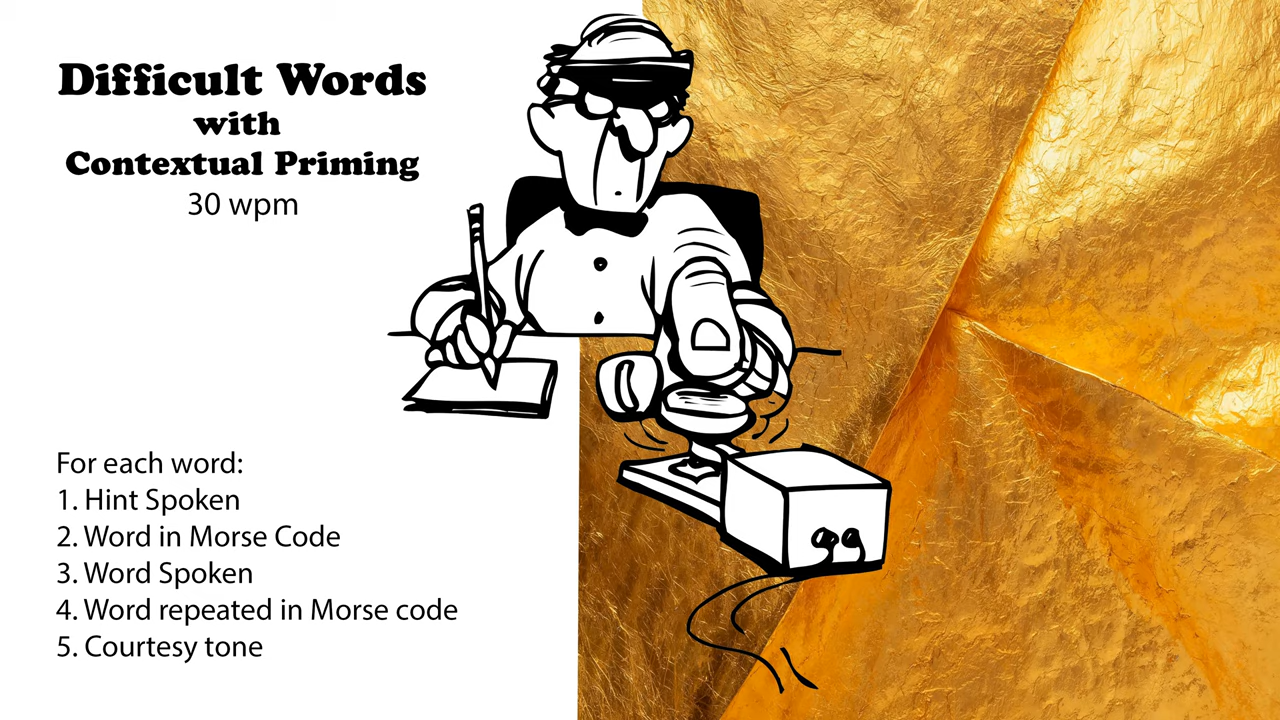 Difficult Words
with
Contextual Priming
30 wpm
For each word:
1. Hint Spoken
2. Word in Morse Code
3. Word Spoken
4. Word repeated in Morse code
5. Courtesy tone